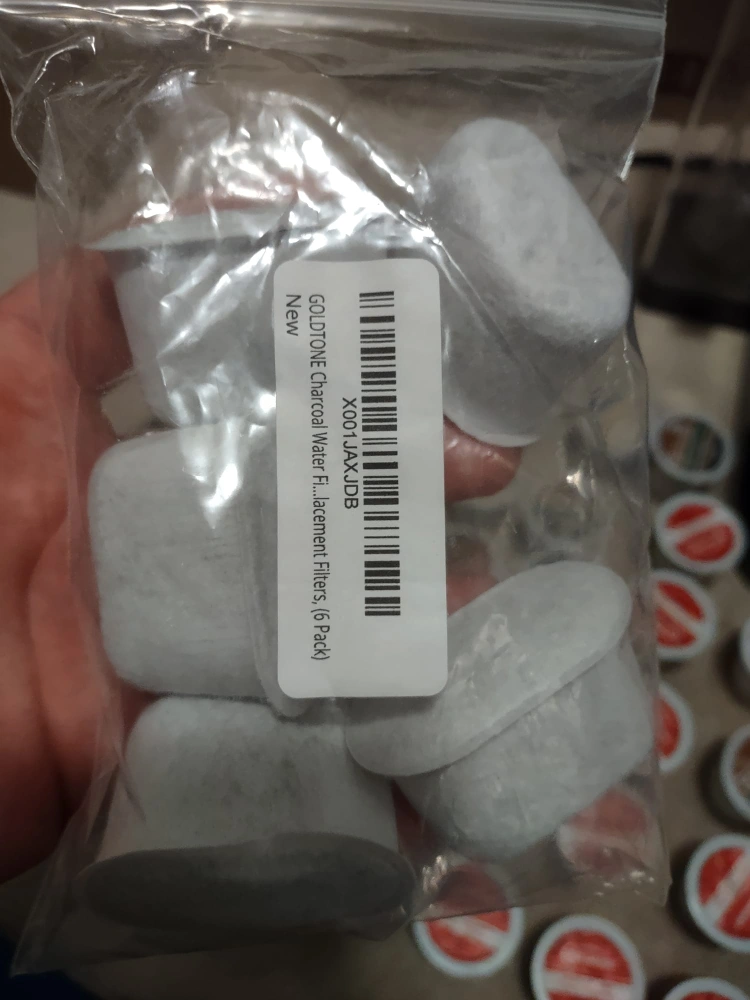 X001JAXJDB
GOLDTONE Charcoal Water Fi...lacement Filters, (6 Pack)
New